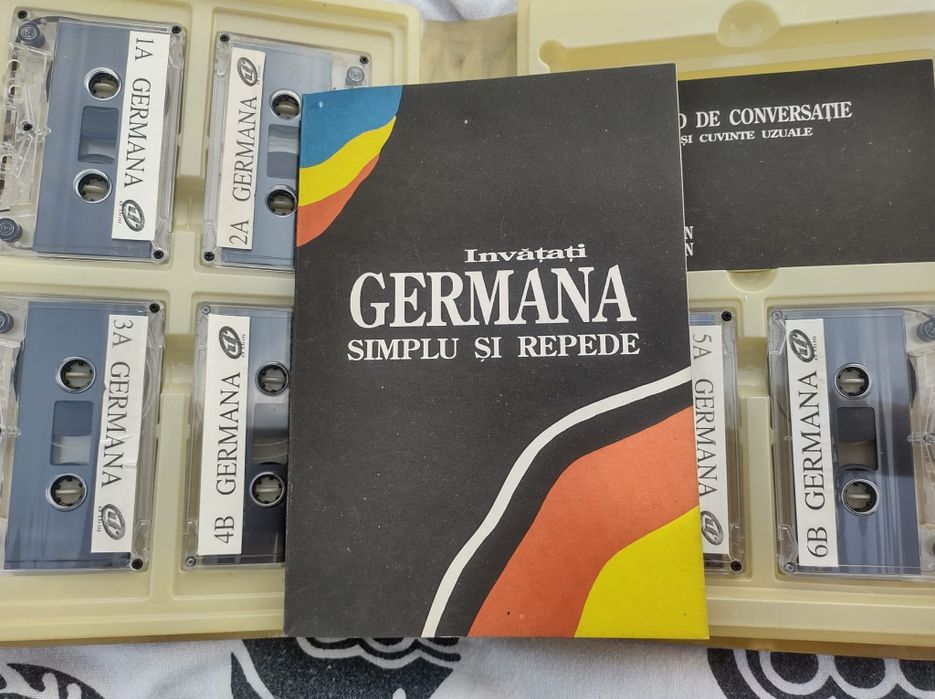 1A GERMANA
2A GERMANA
3A GERMANA
4B GERMANA
Invățați
GERMANA
SIMPLU ȘI REPEDE
DE CONVERSAȚIE
ȘI CUVINTE UZUALE
5A GERMANA
6B GERMANA